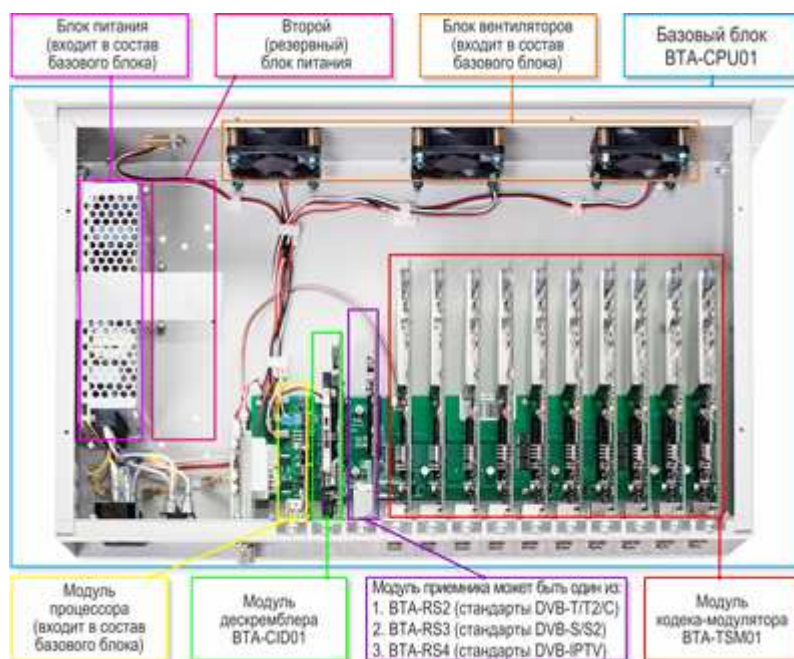 Блок питания
(входит в состав
базового блока)
Второй
(резервный)
блок питания
Блок вентиляторов
(входит в состав
базового блока)
Базовый блок
BTA-CPU01
Модуль
процессора
(входит в состав
базового блока)
Модуль
дескремблера
BTA-CID01
Модуль приемника может быть один из:
1. BTA-RS2 (стандарты DVB-T/T2/C)
2. BTA-RS3 (стандарты DVB-S/S2)
3. BTA-RS4 (стандарты DVB-IPTV)
Модуль
кодека-модулятора
BTA-TSM01